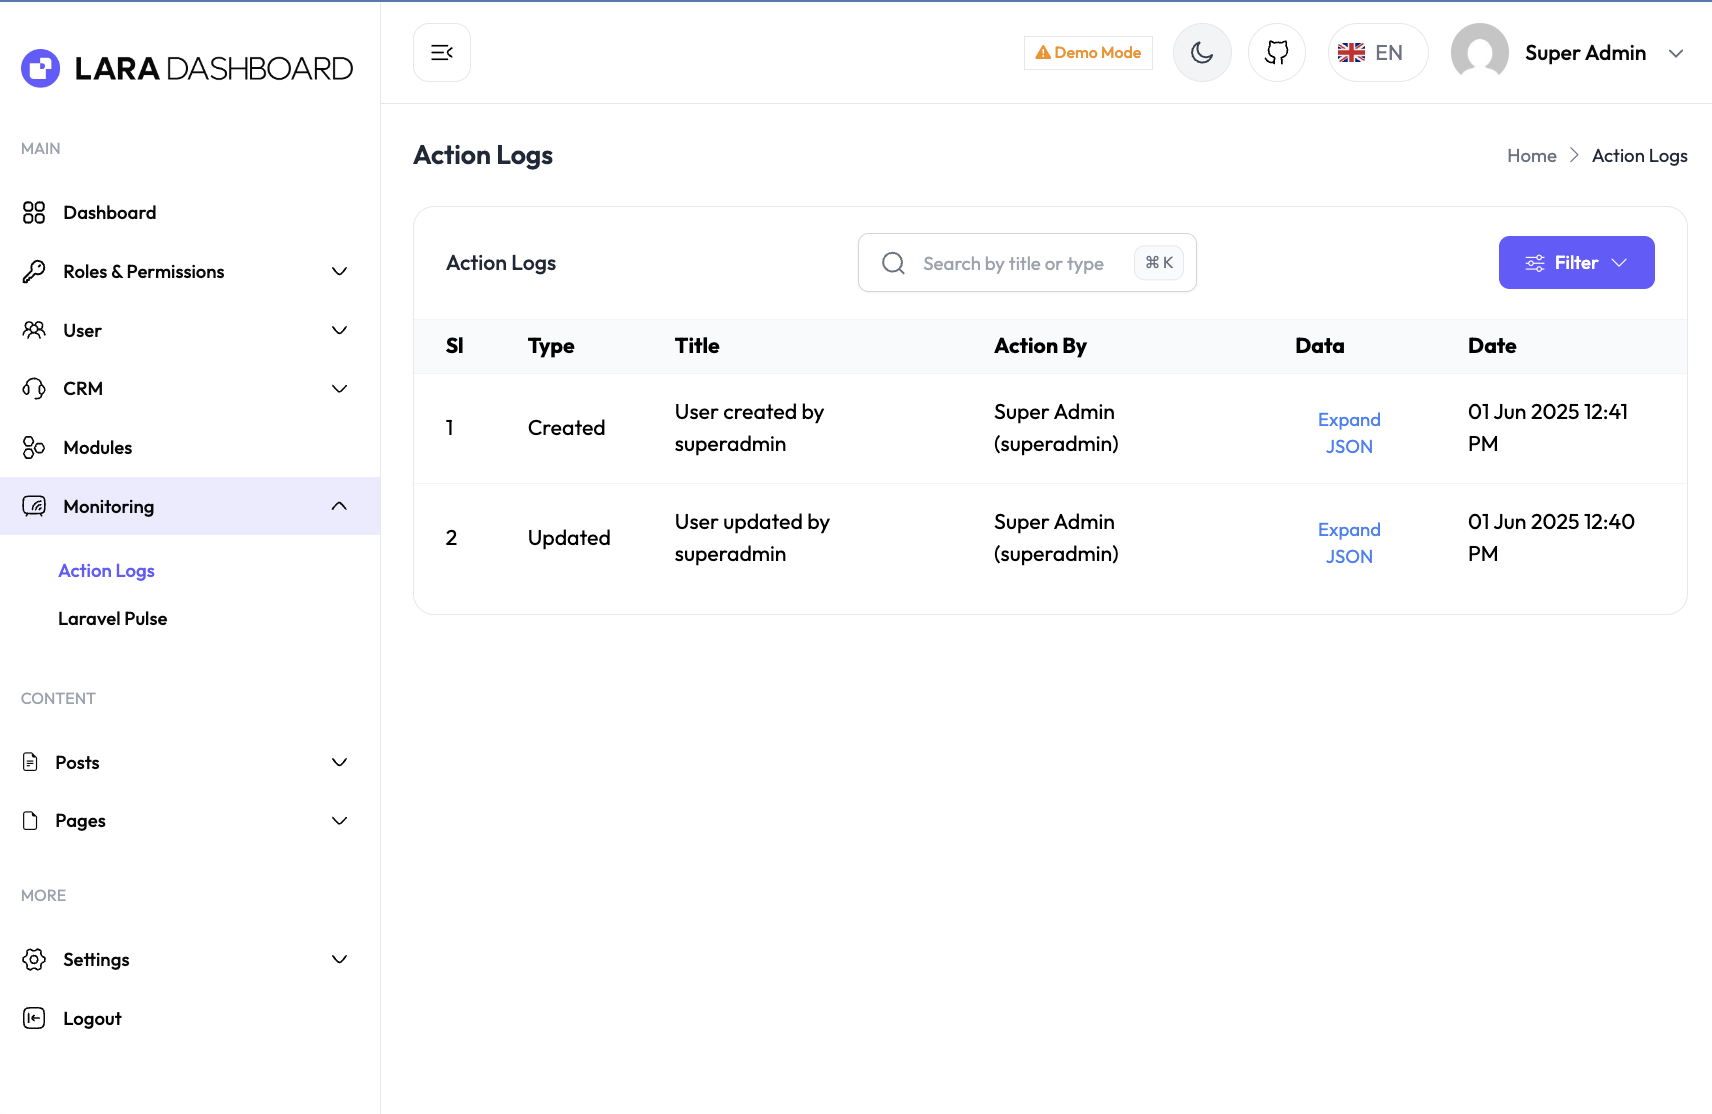 LARA DASHBOARD
Demo Mode
EN
Super Admin
MAIN
Dashboard
Roles & Permissions
User
CRM
Modules
Monitoring
Action Logs
Laravel Pulse
CONTENT
Posts
Pages
MORE
Settings
Logout
Action Logs
Home > Action Logs
Action Logs
Search by title or type
⌘ K
Filter
Sl Type Title Action By Data Date
1 Created User created by superadmin Super Admin (superadmin) Expand JSON 01 Jun 2025 12:41 PM
2 Updated User updated by superadmin Super Admin (superadmin) Expand JSON 01 Jun 2025 12:40 PM